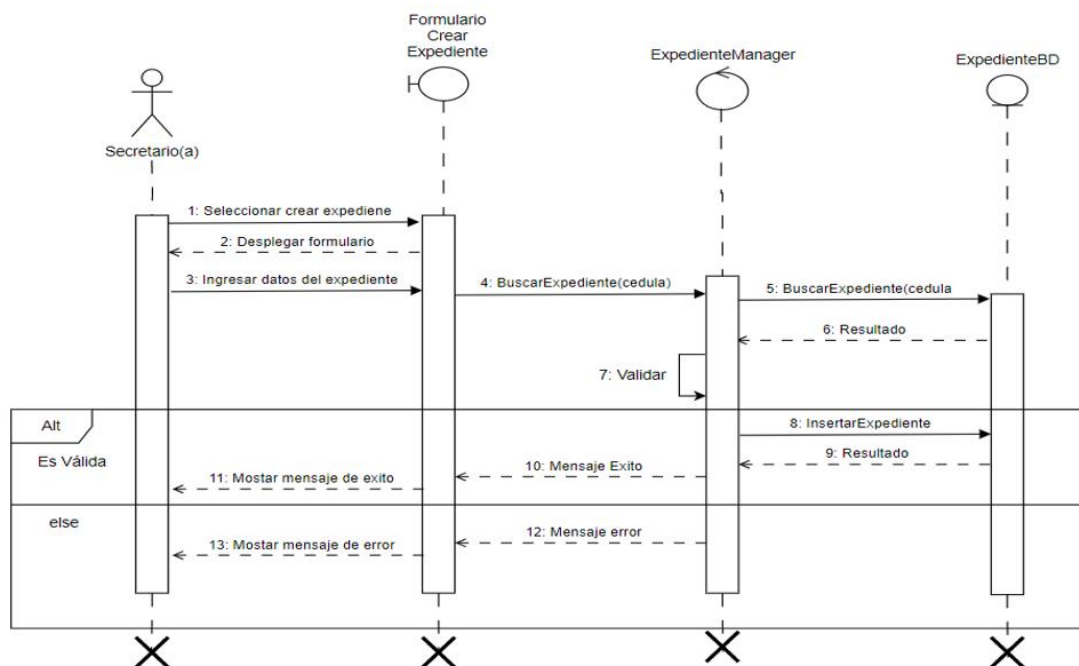 Formulario
Crear
Expediente
ExpedienteManager
ExpedienteBD
Secretario(a)
1: Seleccionar crear expediene
2: Desplegar formulario
3: Ingresar datos del expediente
4: BuscarExpediente(cedula)
5: BuscarExpediente(cedula
6: Resultado
7: Validar
Alt
8: InsertarExpediente
Es Válida
9: Resultado
10: Mensaje Exito
11: Mostar mensaje de exito
else
12: Mensaje error
13: Mostar mensaje de error